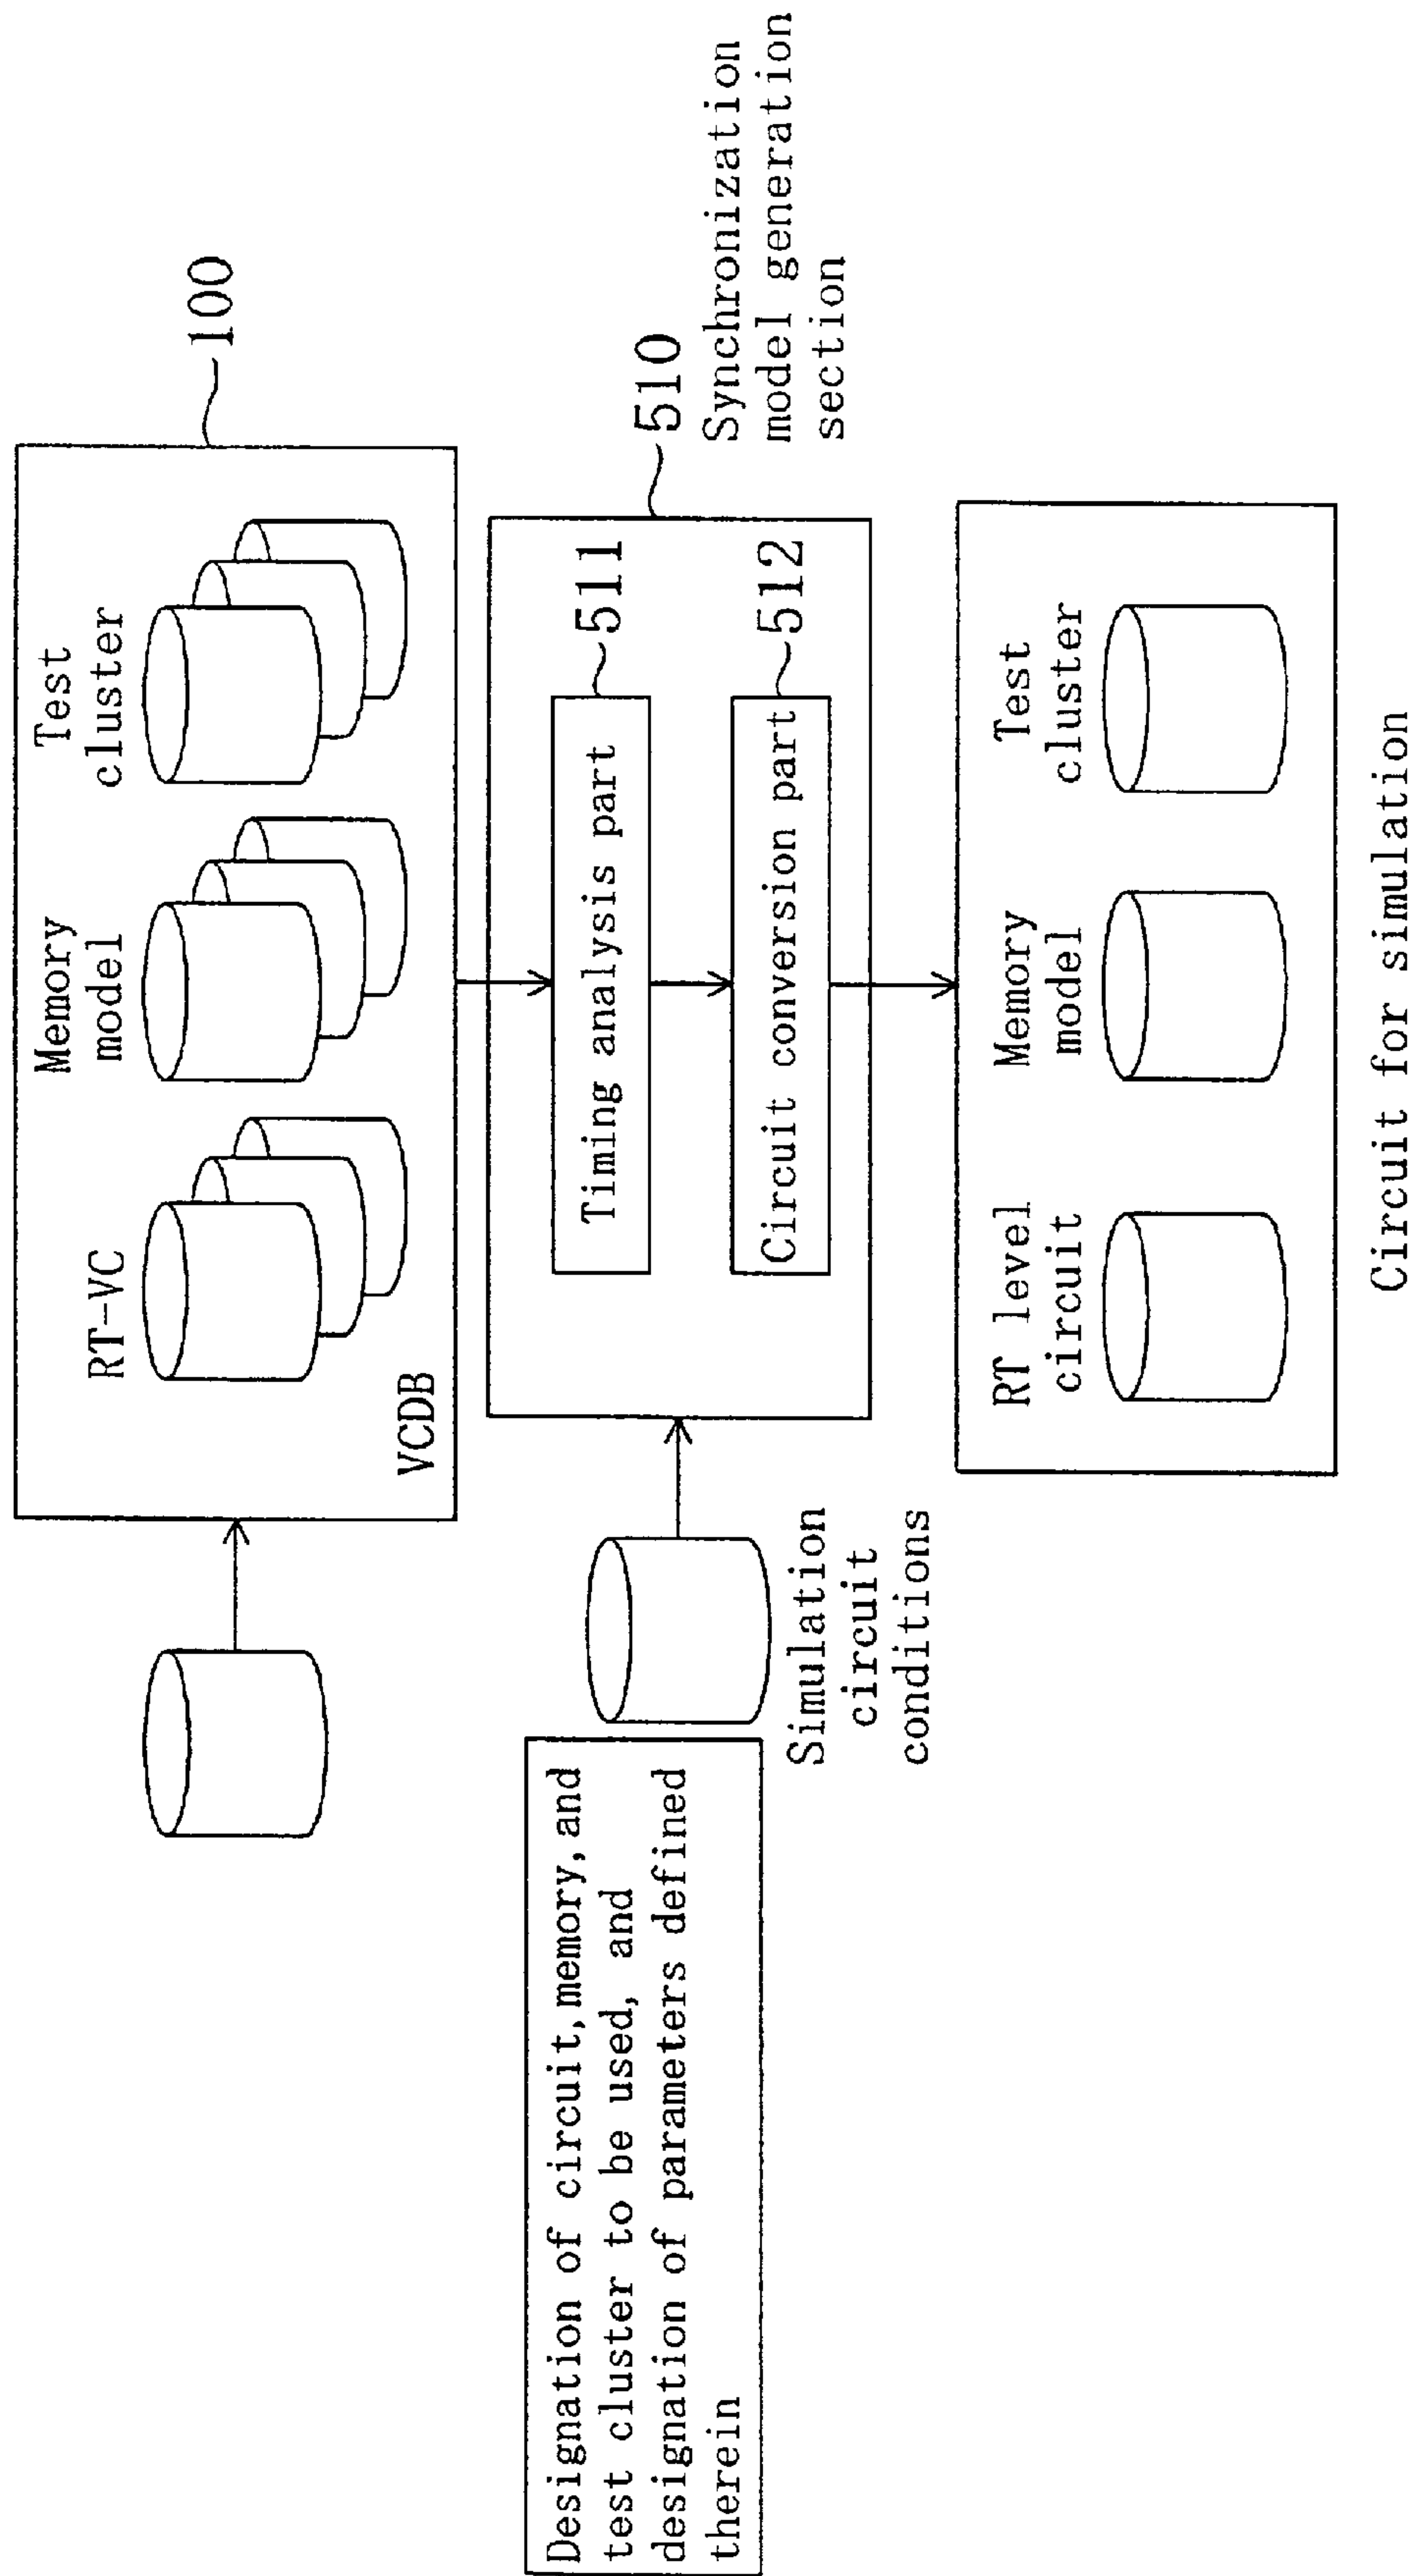 100
RT-VC
Memory
model
Test
cluster
VCDB
Designation of circuit, memory, and
test cluster to be used, and
designation of parameters defined
therein
Simulation
circuit
conditions
510
Synchronization
model generation
section
Timing analysis part
511
Circuit conversion part
512
RT level
circuit
Memory
model
Test
cluster
Circuit for simulation